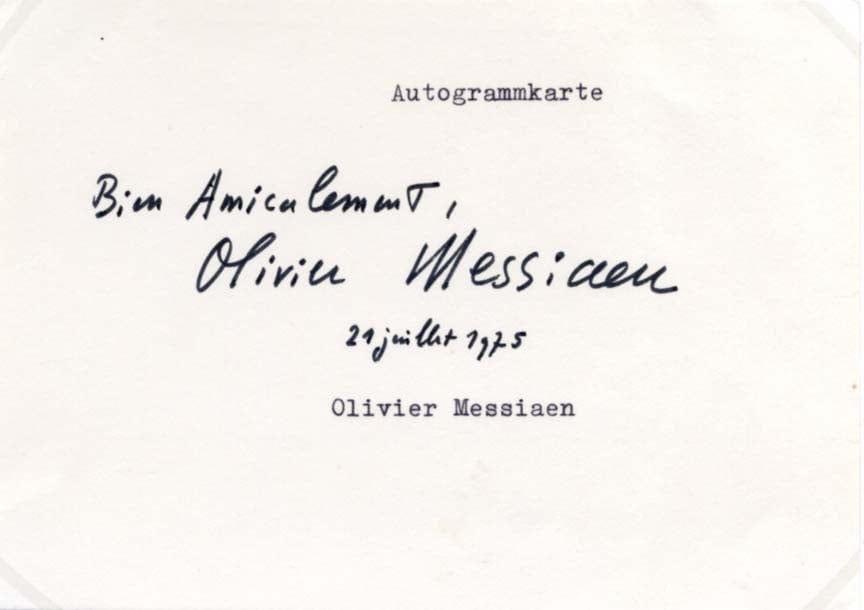 Autogrammkarte
Bien Amicalement,
Olivier Messiaen
21 juillet 1975
Olivier Messiaen